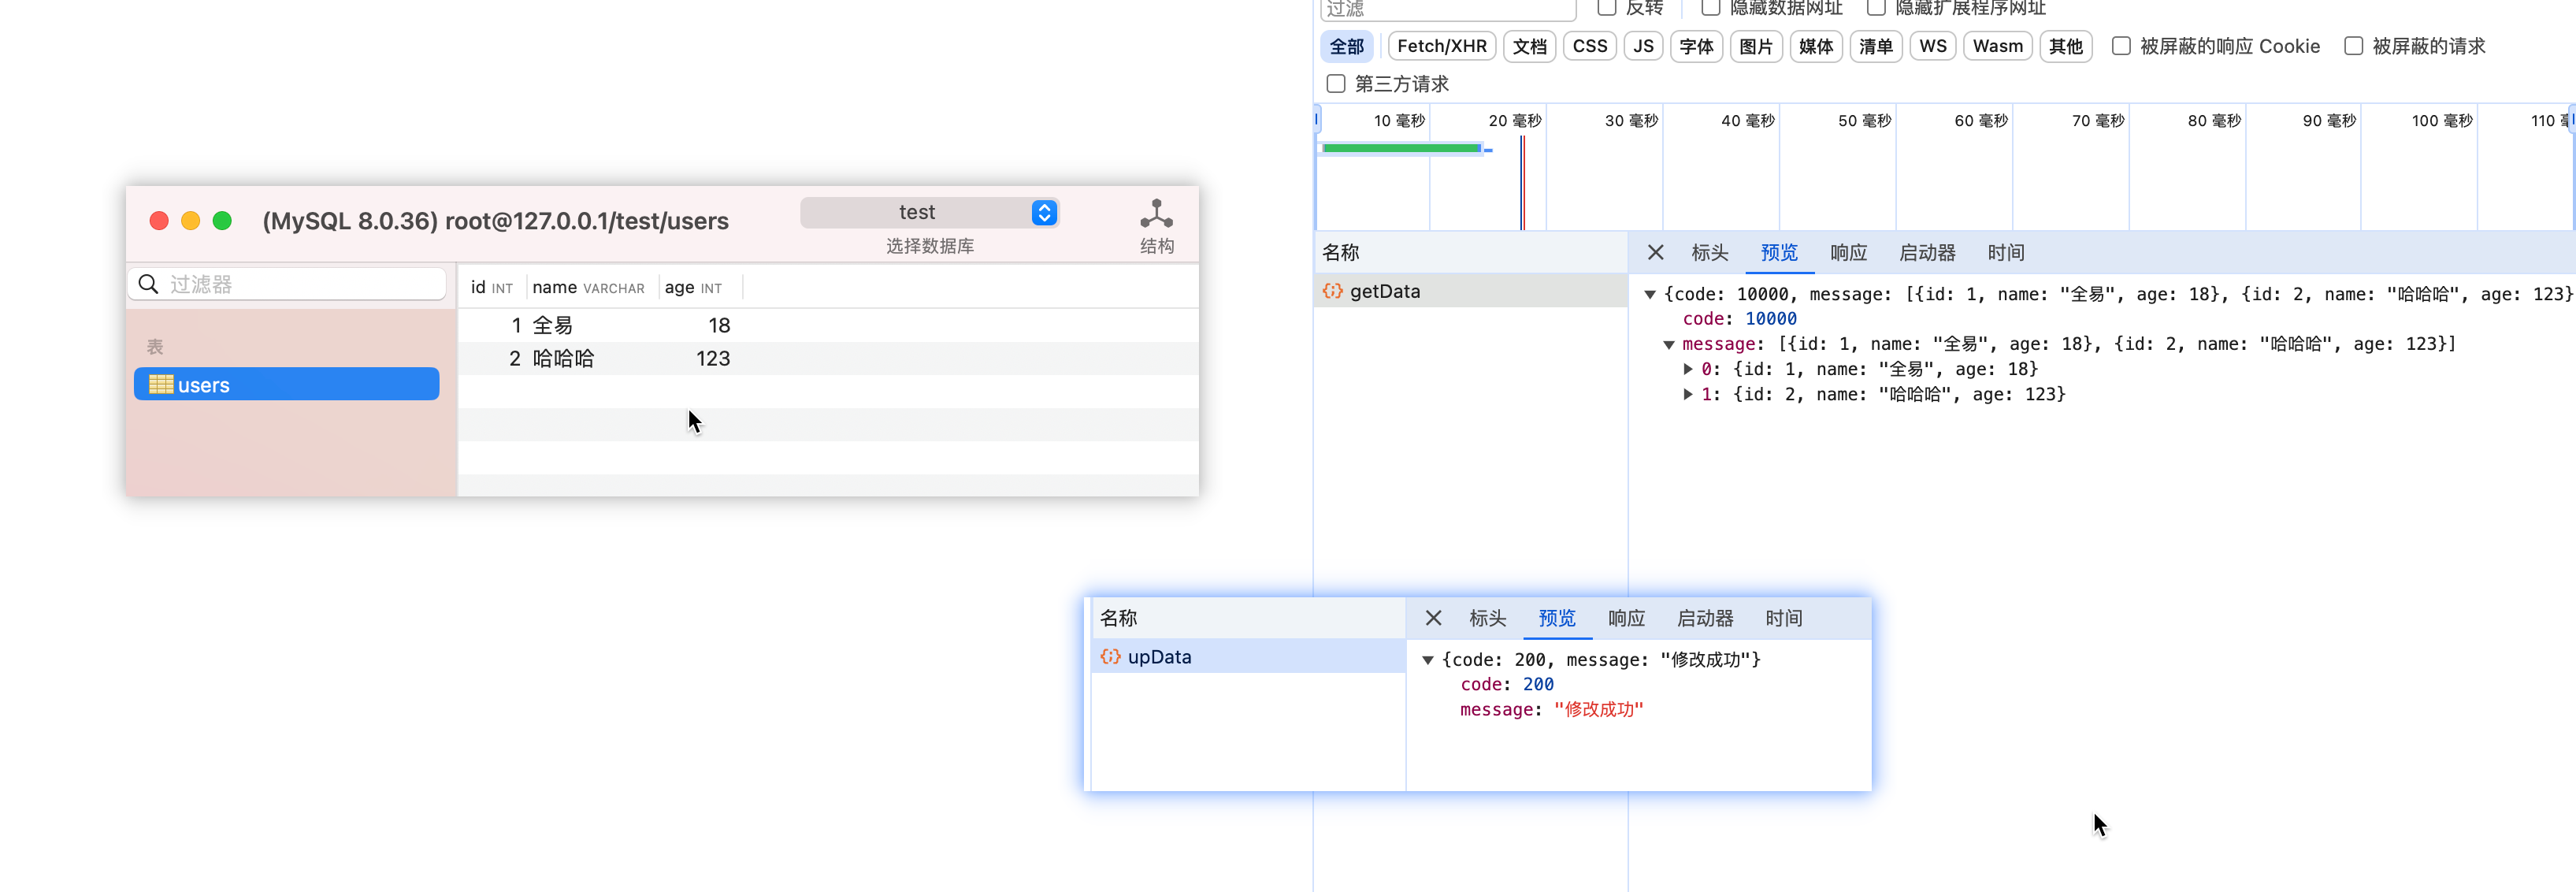 过滤 反转 隐藏数据网址 隐藏扩展程序网址
全部 Fetch/XHR 文档 CSS JS 字体 图片 媒体 清单 WS Wasm 其他 被屏蔽的响应 Cookie 被屏蔽的请求
第三方请求
10 毫秒 20 毫秒 30 毫秒 40 毫秒 50 毫秒 60 毫秒 70 毫秒 80 毫秒 90 毫秒 100 毫秒 110
(MySQL 8.0.36) root@127.0.0.1/test/users
test
选择数据库
结构
过滤器
表
users
id INT name VARCHAR age INT
1 全易 18
2 哈哈哈 123
名称
getData
标头 预览 响应 启动器 时间
{code: 10000, message: [{id: 1, name: "全易", age: 18}, {id: 2, name: "哈哈哈", age: 123}
code: 10000
message: [{id: 1, name: "全易", age: 18}, {id: 2, name: "哈哈哈", age: 123}]
0: {id: 1, name: "全易", age: 18}
1: {id: 2, name: "哈哈哈", age: 123}
名称
upData
标头 预览 响应 启动器 时间
{code: 200, message: "修改成功"}
code: 200
message: "修改成功"